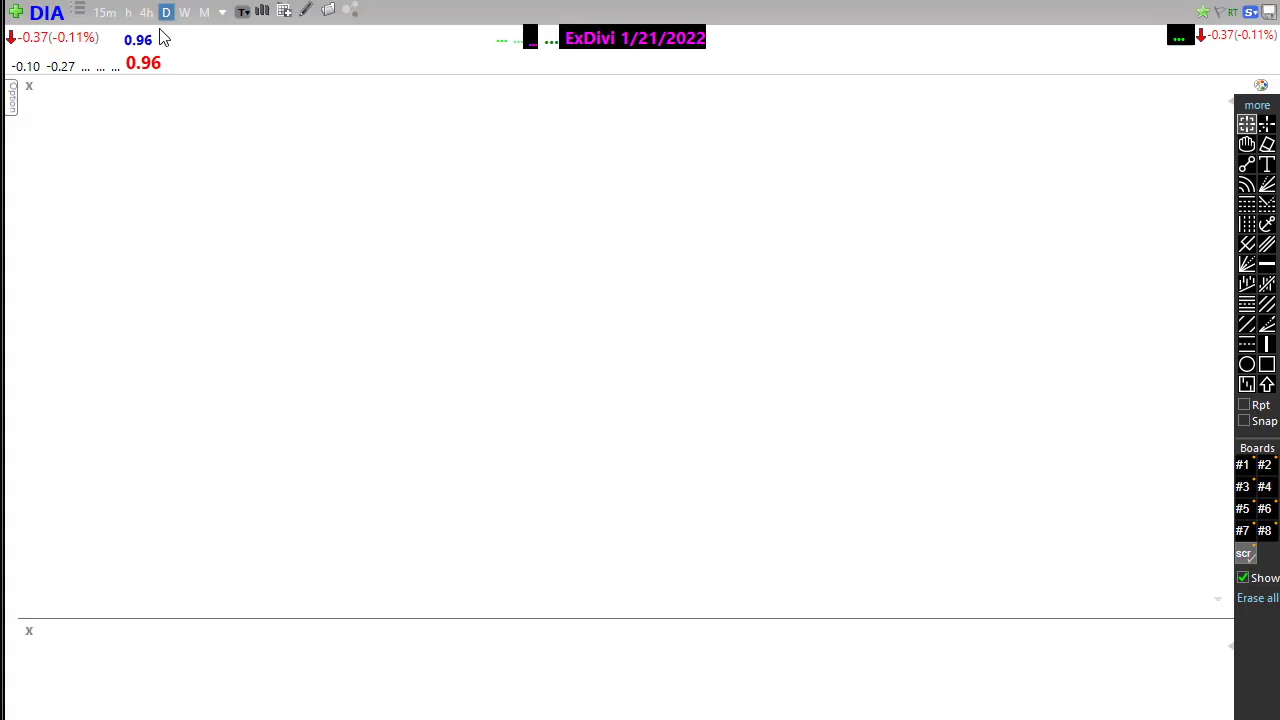 DIA 15m h 4h D W M T S RT
-0.37(-0.11%) 0.96 ... ... ... ExDivi 1/21/2022 ... -0.37(-0.11%)
-0.10 -0.27 ... ... ... 0.96
Option
x
more
T
Rpt
Snap
Boards
#1 #2
#3 #4
#5 #6
#7 #8
scr
Show
Erase all
x